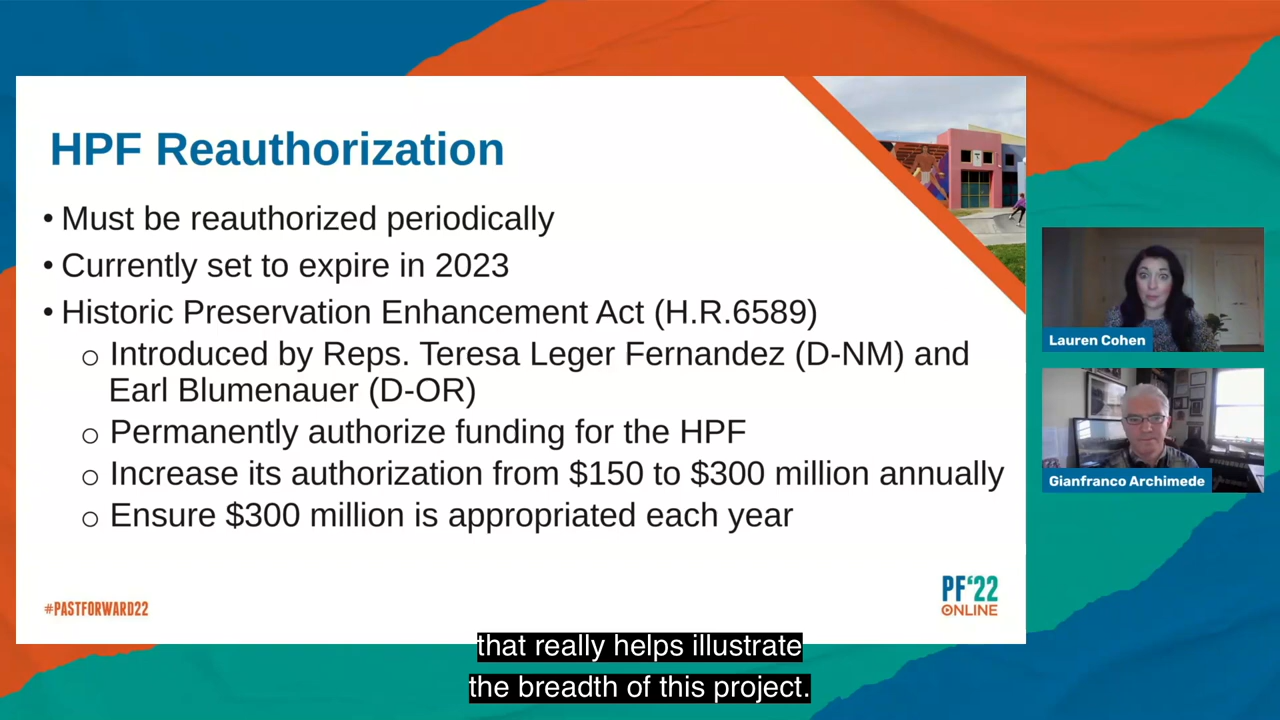 HPF Reauthorization
• Must be reauthorized periodically
• Currently set to expire in 2023
• Historic Preservation Enhancement Act (H.R.6589)
○ Introduced by Reps. Teresa Leger Fernandez (D-NM) and
Earl Blumenauer (D-OR)
○ Permanently authorize funding for the HPF
○ Increase its authorization from $150 to $300 million annually
○ Ensure $300 million is appropriated each year
#PASTFORWARD22
PF'22
ONLINE
Lauren Cohen
Gianfranco Archimede
that really helps illustrate
the breadth of this project.